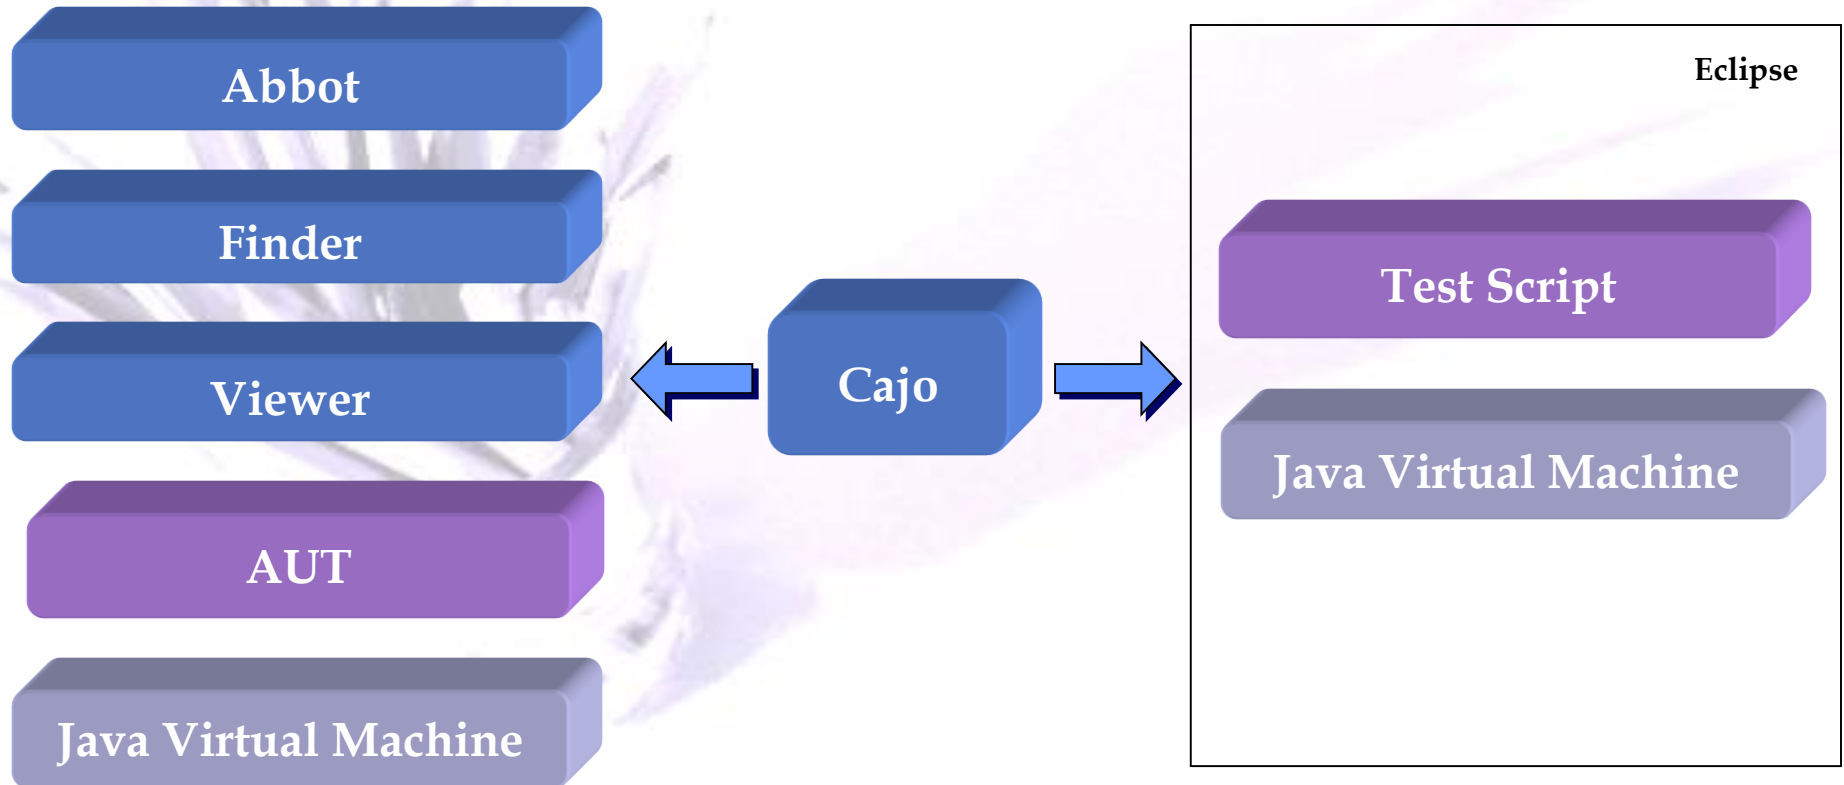 Abbot
Finder
Viewer
AUT
Java Virtual Machine
Cajo
Eclipse
Test Script
Java Virtual Machine